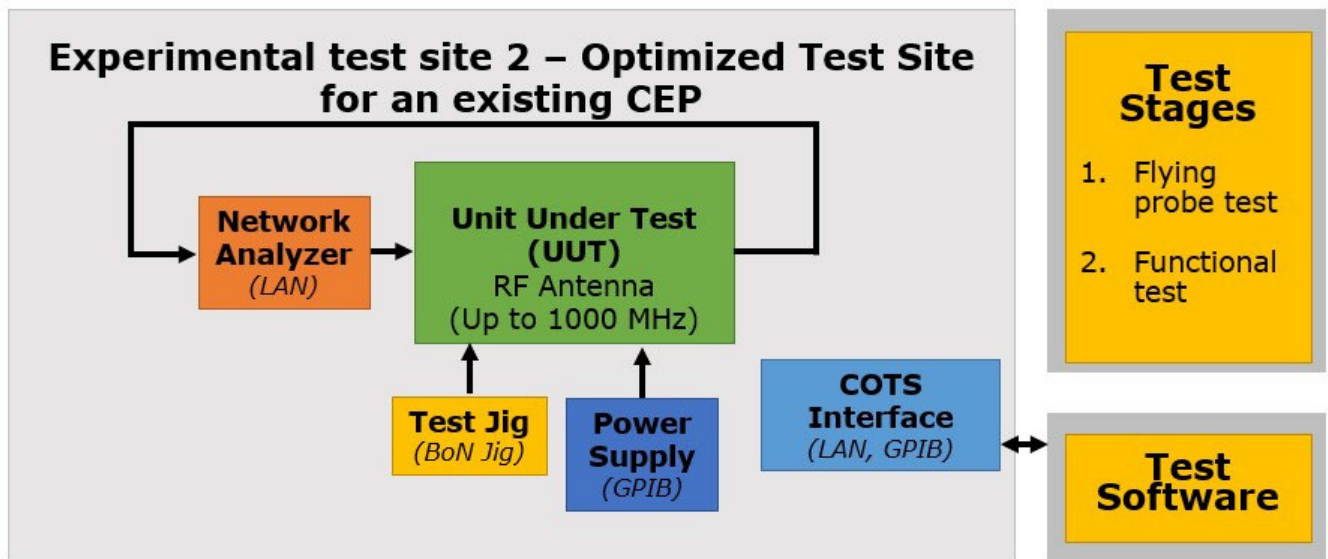 Experimental test site 2 – Optimized Test Site
for an existing CEP
Network
Analyzer
(LAN)
Unit Under Test
(UUT)
RF Antenna
(Up to 1000 MHz)
Test Jig
(BoN Jig)
Power
Supply
(GPIB)
COTS
Interface
(LAN, GPIB)
Test
Stages
1. Flying
probe test
2. Functional
test
Test
Software